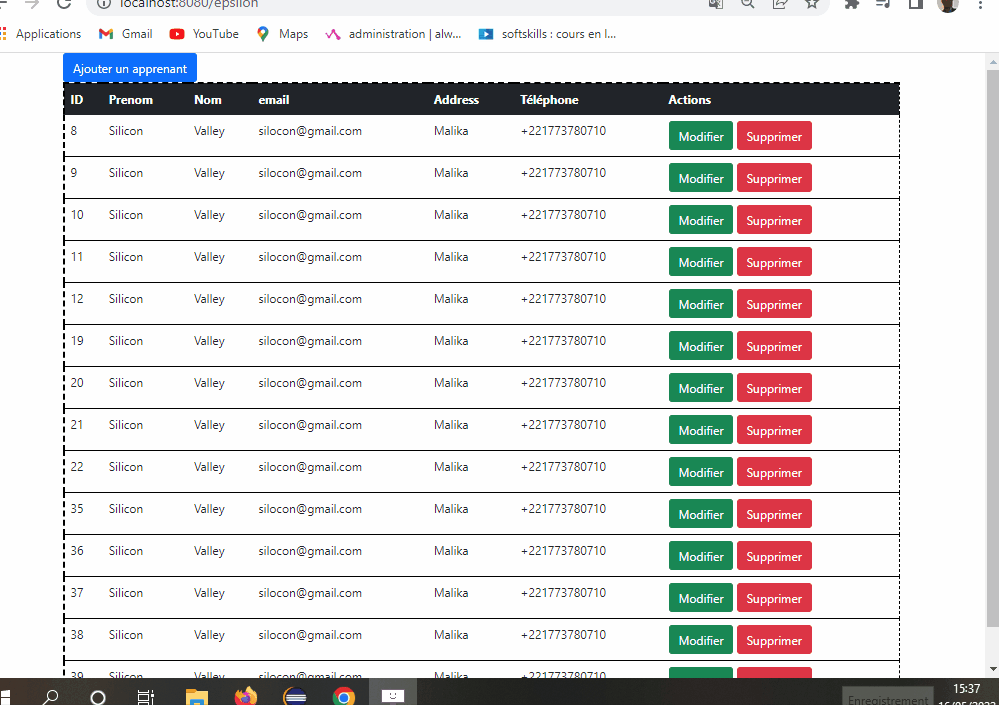 localhost:8080/epsilon
Applications Gmail YouTube Maps administration | alw... softskills : cours en l...
Ajouter un apprenant
ID Prenom Nom email Address Téléphone Actions
8 Silicon Valley silocon@gmail.com Malika +221773780710 Modifier Supprimer
9 Silicon Valley silocon@gmail.com Malika +221773780710 Modifier Supprimer
10 Silicon Valley silocon@gmail.com Malika +221773780710 Modifier Supprimer
11 Silicon Valley silocon@gmail.com Malika +221773780710 Modifier Supprimer
12 Silicon Valley silocon@gmail.com Malika +221773780710 Modifier Supprimer
19 Silicon Valley silocon@gmail.com Malika +221773780710 Modifier Supprimer
20 Silicon Valley silocon@gmail.com Malika +221773780710 Modifier Supprimer
21 Silicon Valley silocon@gmail.com Malika +221773780710 Modifier Supprimer
22 Silicon Valley silocon@gmail.com Malika +221773780710 Modifier Supprimer
35 Silicon Valley silocon@gmail.com Malika +221773780710 Modifier Supprimer
36 Silicon Valley silocon@gmail.com Malika +221773780710 Modifier Supprimer
37 Silicon Valley silocon@gmail.com Malika +221773780710 Modifier Supprimer
38 Silicon Valley silocon@gmail.com Malika +221773780710 Modifier Supprimer
39 Silicon Valley silocon@gmail.com Malika +221773780710
15:37
Enregistrement